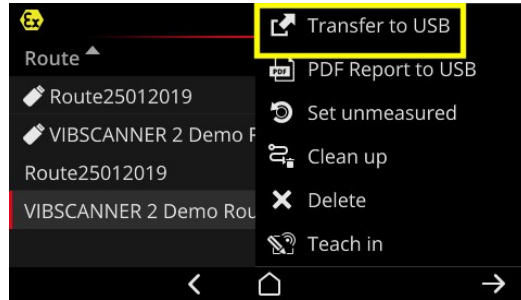 Ex
Route
Route25012019
VIBSCANNER 2 Demo
Route25012019
VIBSCANNER 2 Demo Rou
Transfer to USB
PDF
PDF Report to USB
Set unmeasured
Clean up
Delete
Teach in